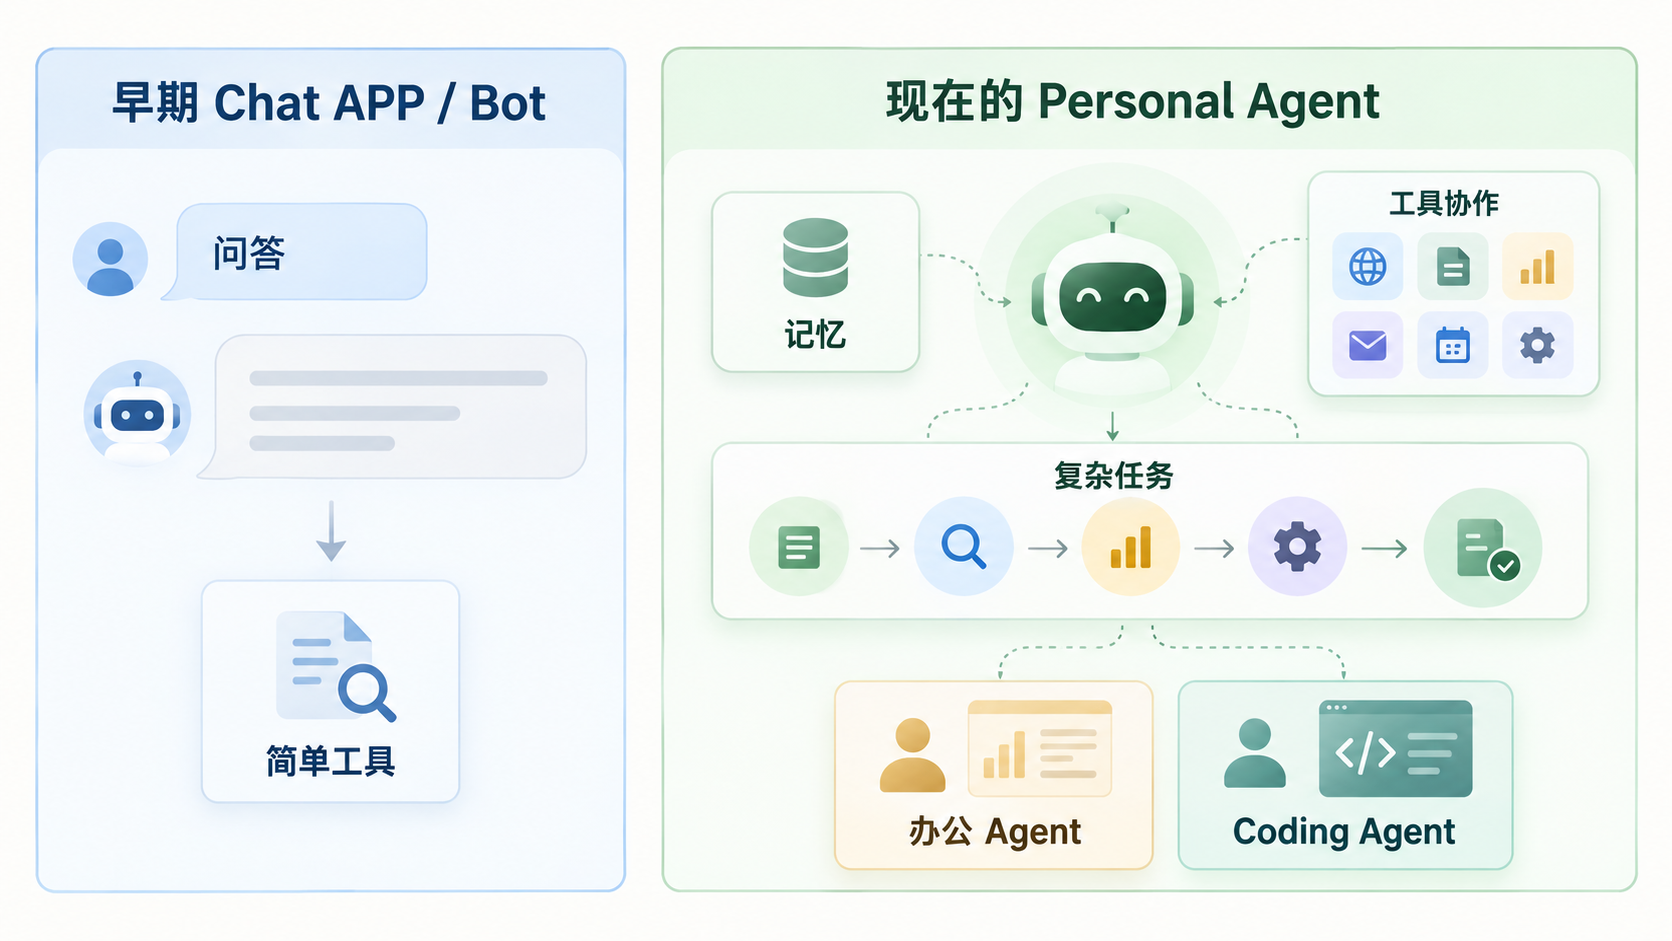 早期 Chat APP / Bot
问答
简单工具
现在的 Personal Agent
记忆
工具协作
复杂任务
办公 Agent
Coding Agent